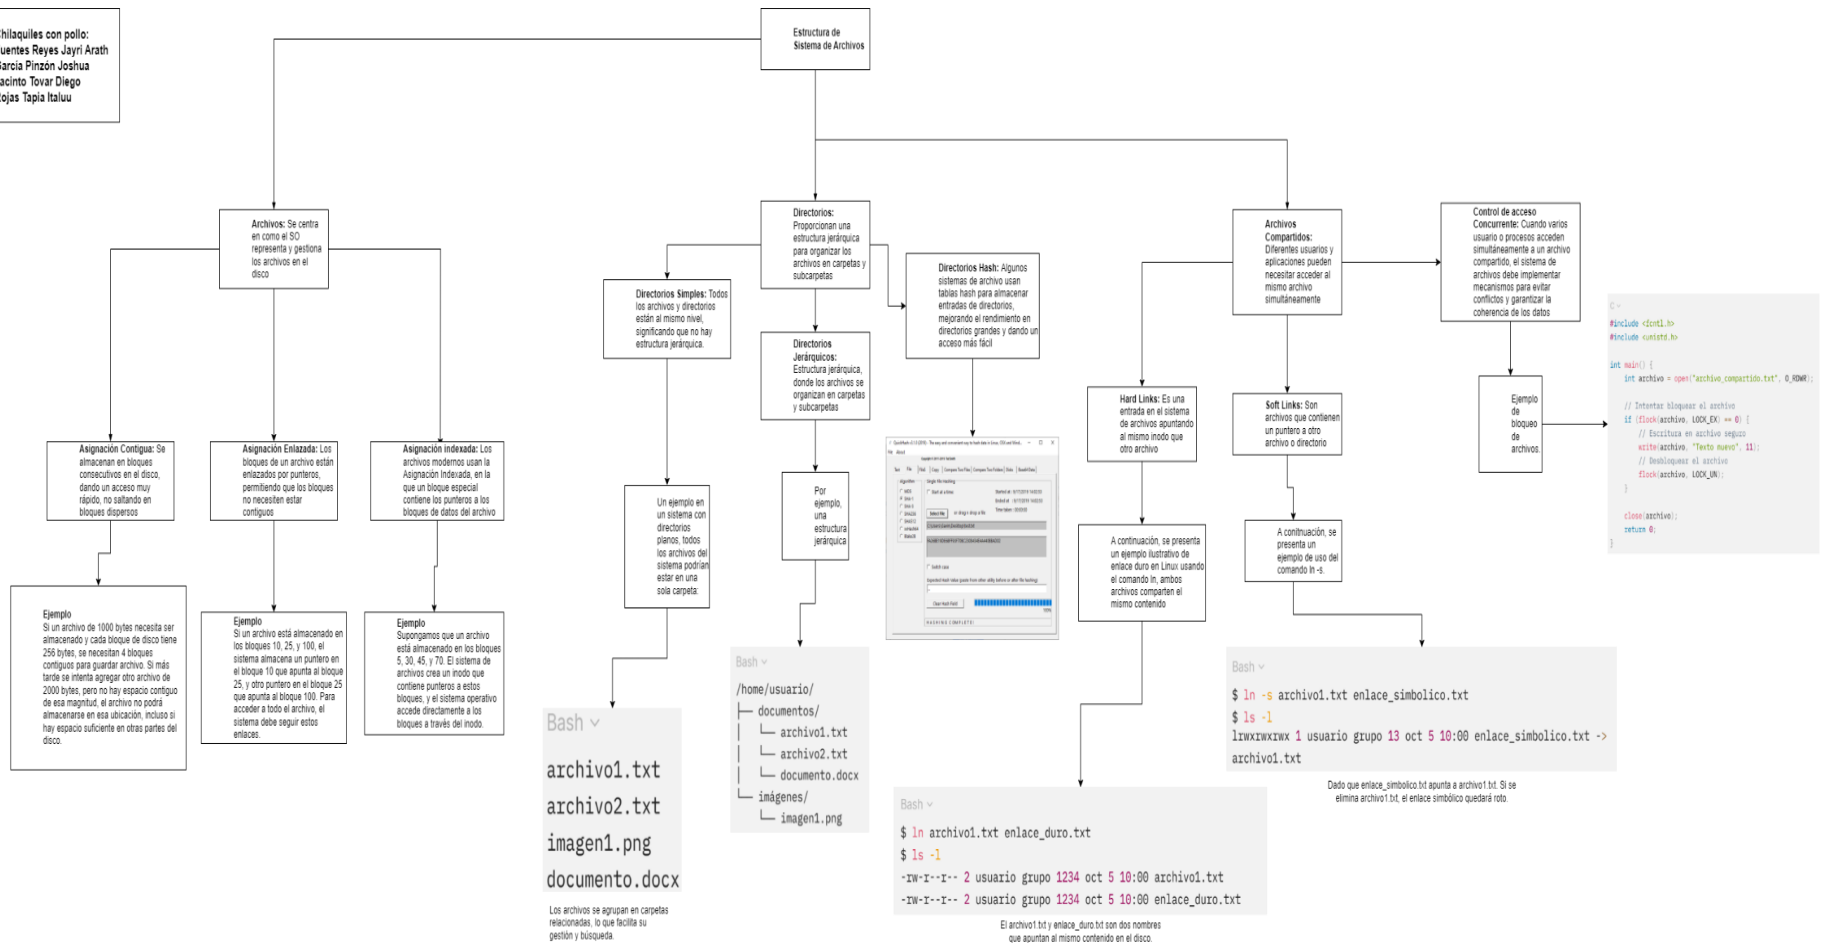 Chilaquiles con pollo:
Fuentes Reyes Jayri Arath
Garcia Pinzón Joshua
Jacinto Tovar Diego
Rojas Tapia Italuu
Estructura de
Sistema de Archivos
Archivos: Se centra
en como el SO
representa y gestiona
los archivos en el
disco
Asignación Contigua: Se
almacenan en bloques
consecutivos en el disco,
dando un acceso muy
rápido, no saltando en
bloques dispersos
Asignación Enlazada: Los
bloques de un archivo están
enlazados por punteros,
permitiendo que los bloques
no necesiten estar
contiguos
Asignación indexada: Los
archivos modernos usan la
Asignación Indexada, en la
que un bloque especial
contiene los punteros a los
bloques de datos del archivo
Ejemplo
Si un archivo de 1000 bytes necesita ser
almacenado y cada bloque de disco tiene
256 bytes, se necesitan 4 bloques
contiguos para guardar archivo. Si más
tarde se intenta agregar otro archivo de
2000 bytes, pero no hay espacio contiguo
de esa magnitud, el archivo no podrá
almacenarse en esa ubicación, incluso si
hay espacio suficiente en otras partes del
disco.
Ejemplo
Si un archivo está almacenado en
los bloques 10, 25, y 100, el
sistema almacena un puntero en
el bloque 10 que apunta al bloque
25, y otro puntero en el bloque 25
que apunta al bloque 100. Para
acceder a todo el archivo, el
sistema debe seguir estos
enlaces.
Ejemplo
Supongamos que un archivo
está almacenado en los bloques
5, 30, 45, y 70. El sistema de
archivos crea un inodo que
contiene punteros a estos
bloques, y el sistema operativo
accede directamente a los
bloques a través del inodo.
Directorios:
Proporcionan una
estructura jerárquica
para organizar los
archivos en carpetas y
subcarpetas
Directorios Simples: Todos
los archivos y directorios
están al mismo nivel,
significando que no hay
estructura jerárquica.
Directorios
Jerárquicos:
Estructura jerárquica,
donde los archivos se
organizan en carpetas
y subcarpetas
Directorios Hash: Algunos
sistemas de archivo usan
tablas hash para almacenar
entradas de directorios,
mejorando el rendimiento en
directorios grandes y dando un
acceso más fácil
Un ejemplo en
un sistema con
directorios
planos, todos
los archivos del
sistema podrían
estar en una
sola carpeta:
Por
ejemplo,
una
estructura
jerárquica
Bash
archivo1.txt
archivo2.txt
imagen1.png
documento.docx
Los archivos se agrupan en carpetas
relacionadas, lo que facilita su
gestión y búsqueda.
Bash
/home/usuario/
├── documentos/
│   └── archivo1.txt
│   └── archivo2.txt
│   └── documento.docx
└── imágenes/
    └── imagen1.png
File About
Text File Copy Compare Two Files Compare Two Folders
Algorithm
Single File Hashing
Select File
Switch case
Clear Hash Field
HASHING COMPLETE!
Archivos
Compartidos:
Diferentes usuarios y
aplicaciones pueden
necesitar acceder al
mismo archivo
simultáneamente
Control de acceso
Concurrente: Cuando varios
usuario o procesos acceden
simultáneamente a un archivo
compartido, el sistema de
archivos debe implementar
mecanismos para evitar
conflictos y garantizar la
coherencia de los datos
Hard Links: Es una
entrada en el sistema
de archivos apuntando
al mismo inodo que
otro archivo
Soft Links: Son
archivos que contienen
un puntero a otro
archivo o directorio
Ejemplo
de
bloqueo
de
archivos.
C
#include <fcntl.h>
#include <unistd.h>
int main() {
int archivo = open("archivo_compartido.txt", O_RDWR);
// Intentar bloquear el archivo
if (flock(archivo, LOCK_EX) == 0) {
// Escritura en archivo seguro
write(archivo, "Texto nuevo", 11);
// Desbloquear el archivo
flock(archivo, LOCK_UN);
}
close(archivo);
return 0;
}
A continuación, se presenta
un ejemplo ilustrativo de
enlace duro en Linux usando
el comando ln, ambos
archivos comparten el
mismo contenido
A conitnuación, se
presenta un
ejemplo de uso del
comando ln -s.
Bash
$ ln archivo1.txt enlace_duro.txt
$ ls -l
-rw-r--r-- 2 usuario grupo 1234 oct 5 10:00 archivo1.txt
-rw-r--r-- 2 usuario grupo 1234 oct 5 10:00 enlace_duro.txt
El archivo1.txt y enlace_duro.txt son dos nombres
que apuntan al mismo contenido en el disco.
Bash
$ ln -s archivo1.txt enlace_simbolico.txt
$ ls -l
lrwxrwxrwx 1 usuario grupo 13 oct 5 10:00 enlace_simbolico.txt ->
archivo1.txt
Dado que enlace_simbolico.txt apunta a archivo1.txt. Si se
elimina archivo1.txt, el enlace simbólico quedará roto.